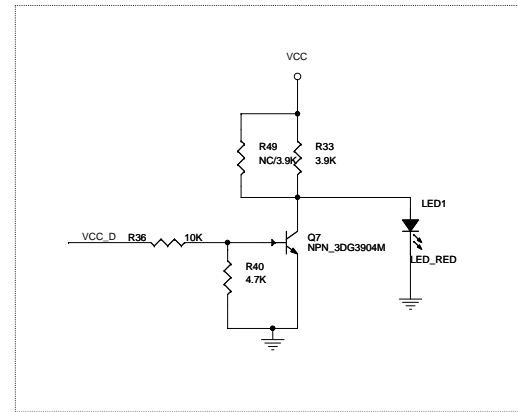 VCC
R49
NC/3.9K
R33
3.9K
LED1
VCC_D
R36
10K
Q7
NPN_3DG3904M
LED_RED
R40
4.7K